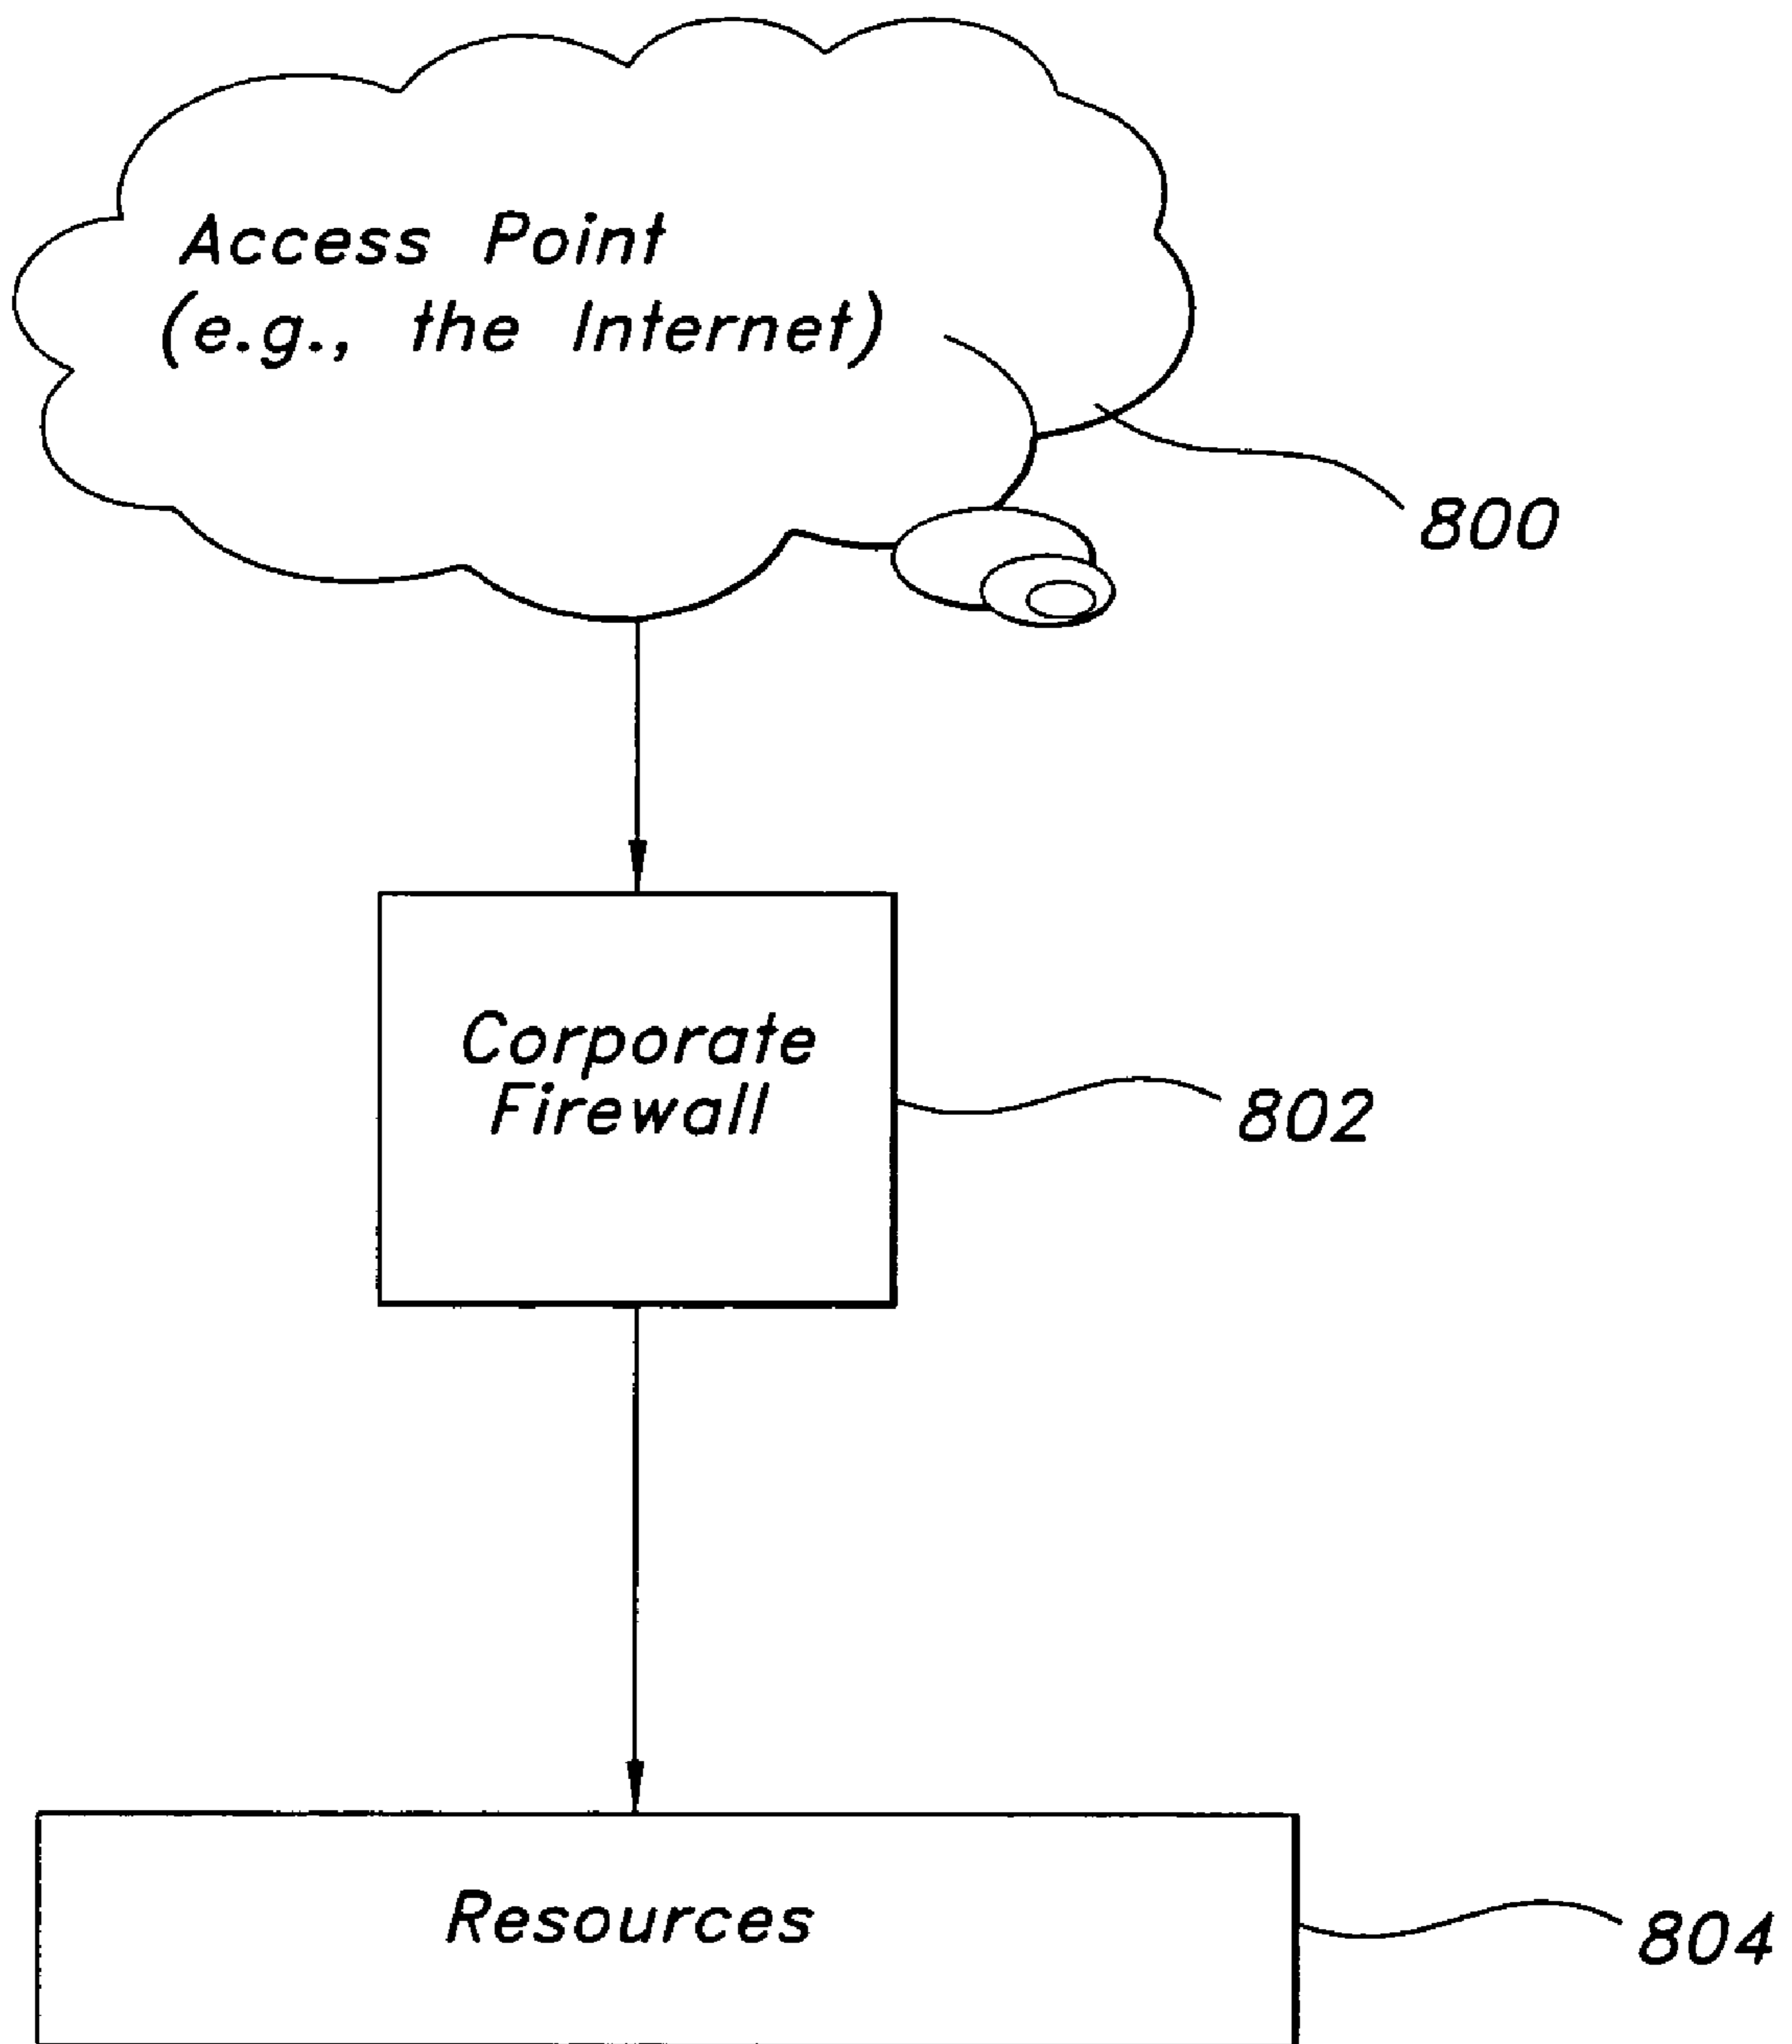 Access Point
(e.g., the Internet)
800
Corporate
Firewall
802
Resources
804